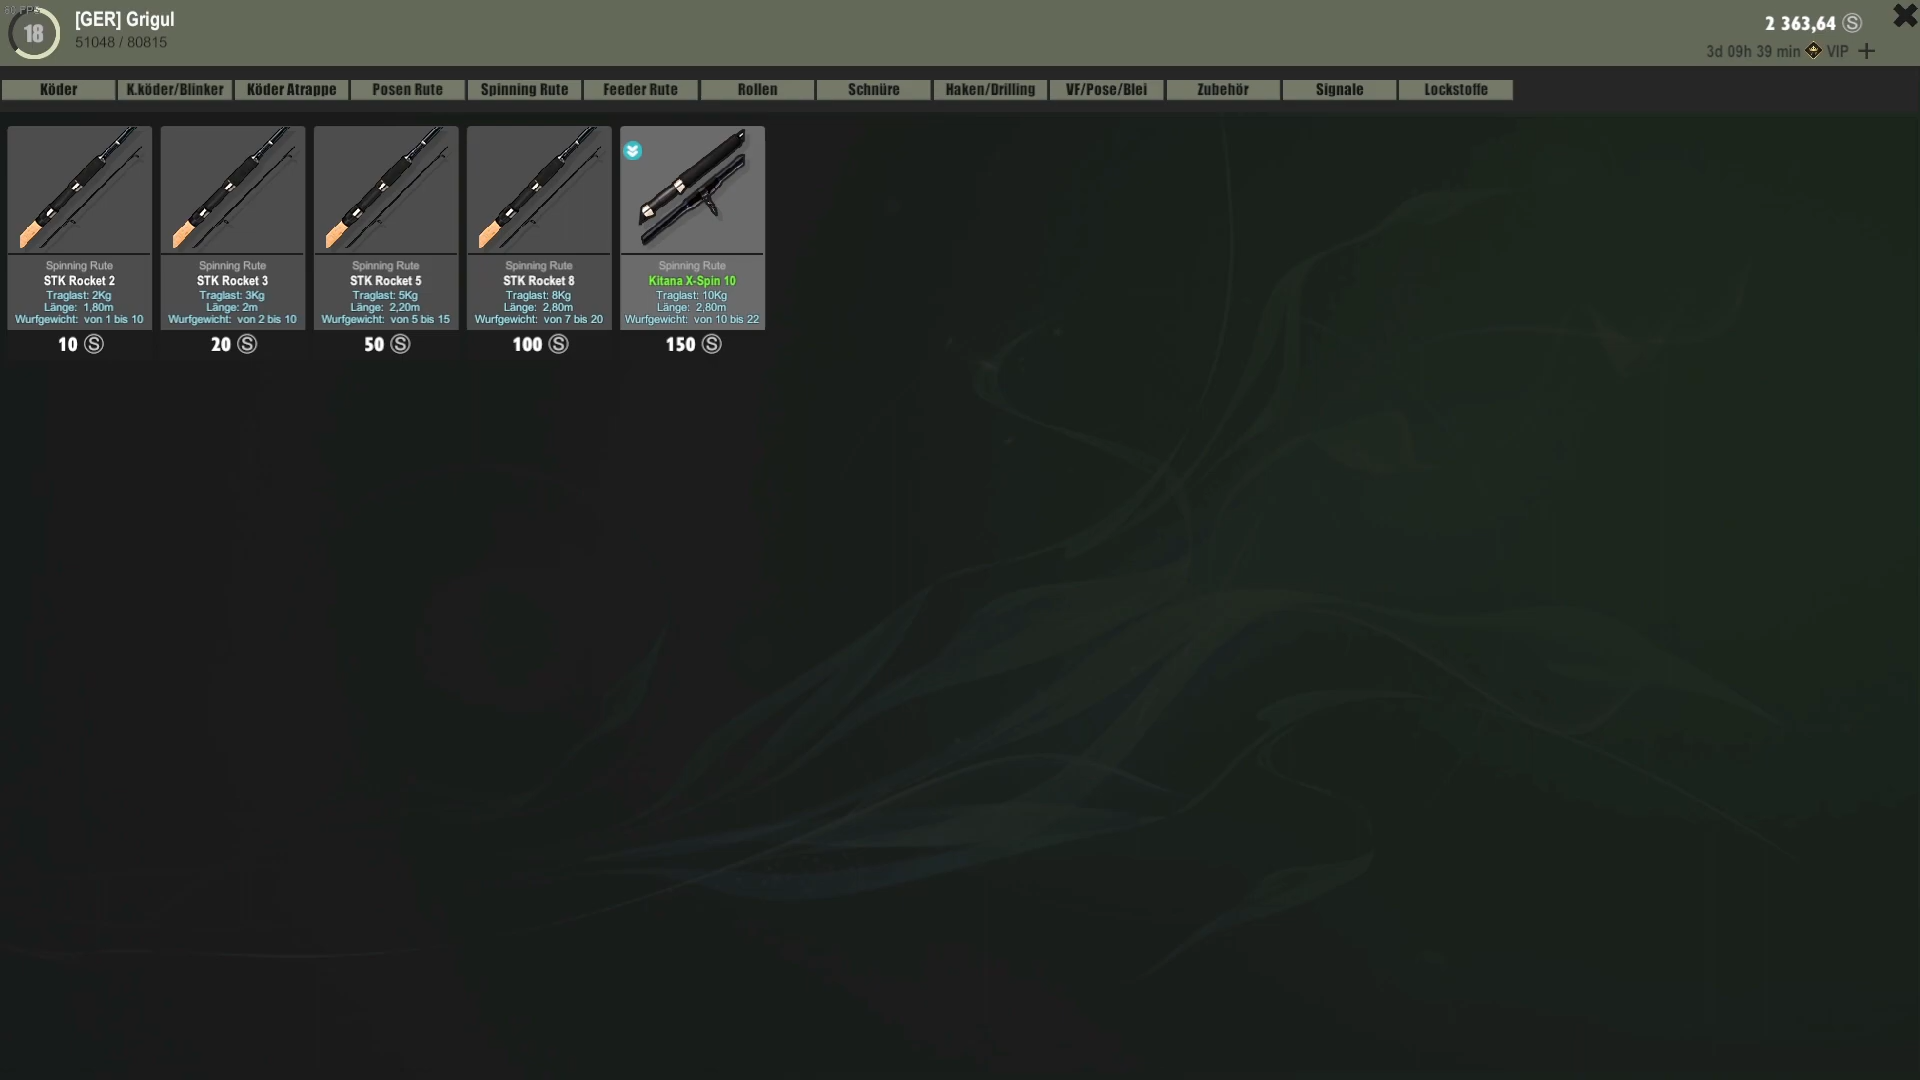 60 FPS
18
[GER] Grigul
51048 / 80815
2 363,64 Ⓢ
3d 09h 39 min VIP +
Köder K.köder/Blinker Köder Atrappe Posen Rute Spinning Rute Feeder Rute Rollen Schnüre Haken/Drilling VF/Pose/Blei Zubehör Signale Lockstoffe
Spinning Rute
STK Rocket 2
Traglast: 2Kg
Länge: 1,80m
Wurfgewicht: von 1 bis 10
10 Ⓢ
Spinning Rute
STK Rocket 3
Traglast: 3Kg
Länge: 2m
Wurfgewicht: von 2 bis 10
20 Ⓢ
Spinning Rute
STK Rocket 5
Traglast: 5Kg
Länge: 2,20m
Wurfgewicht: von 5 bis 15
50 Ⓢ
Spinning Rute
STK Rocket 8
Traglast: 8Kg
Länge: 2,80m
Wurfgewicht: von 7 bis 20
100 Ⓢ
Spinning Rute
Kitana X-Spin 10
Traglast: 10Kg
Länge: 2,80m
Wurfgewicht: von 10 bis 22
150 Ⓢ